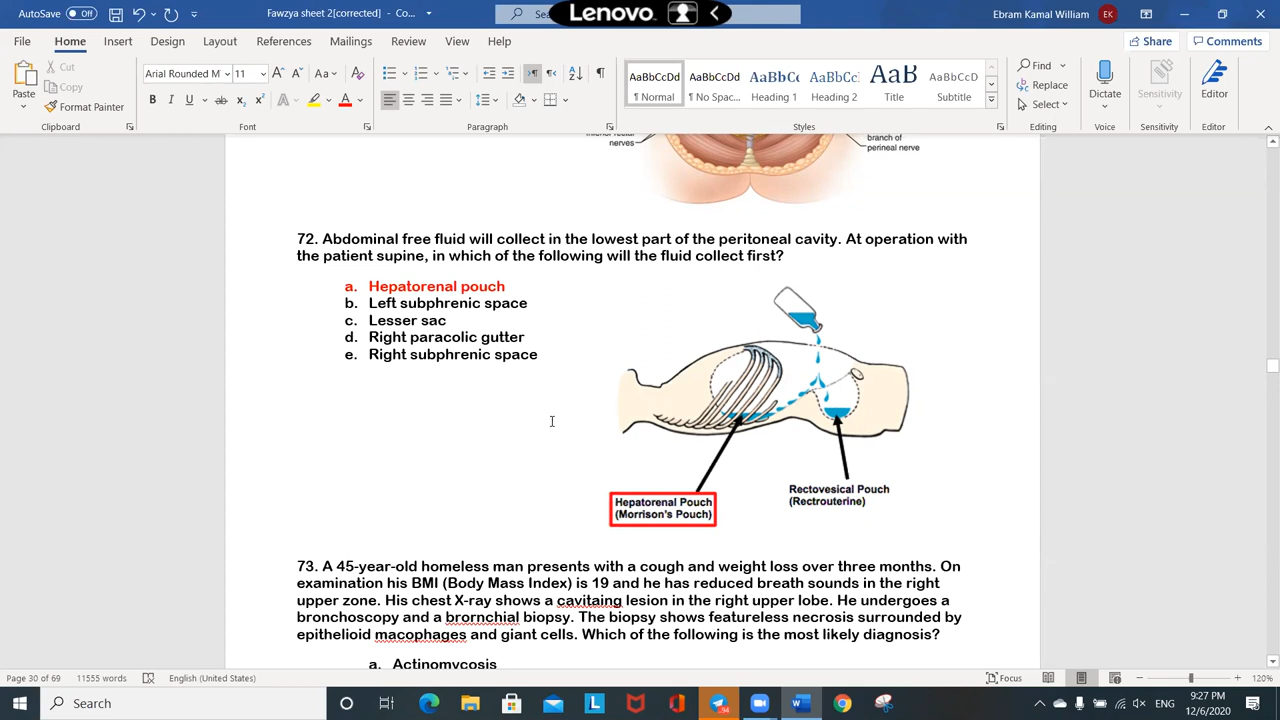 AutoSave
Off
Fawzya sheet 2[corrected]
Lenovo
Ebram Kamal William
EK
File
Home
Insert
Design
Layout
References
Mailings
Review
View
Help
Share
Comments
Paste
Cut
Copy
Format Painter
Arial Rounded M
11
Aa
B I U ab x₂ x²
AaBbCcDd
¶ Normal
AaBbCcDd
¶ No Spac...
AaBbCc
Heading 1
AaBbCcl
Heading 2
AaB
Title
AaBbCcD
Subtitle
Find
Replace
Select
Dictate
Sensitivity
Editor
Clipboard
Font
Paragraph
Styles
Editing
Voice
Sensitivity
Editor
nerves
branch of
perineal nerve
72. Abdominal free fluid will collect in the lowest part of the peritoneal cavity. At operation with
the patient supine, in which of the following will the fluid collect first?
a. Hepatorenal pouch
b. Left subphrenic space
c. Lesser sac
d. Right paracolic gutter
e. Right subphrenic space
Hepatorenal Pouch
(Morrison's Pouch)
Rectovesical Pouch
(Rectrouterine)
73. A 45-year-old homeless man presents with a cough and weight loss over three months. On
examination his BMI (Body Mass Index) is 19 and he has reduced breath sounds in the right
upper zone. His chest X-ray shows a cavitaing lesion in the right upper lobe. He undergoes a
bronchoscopy and a brornchial biopsy. The biopsy shows featureless necrosis surrounded by
epithelioid macophages and giant cells. Which of the following is the most likely diagnosis?
a. Actinomycosis
Page 30 of 69
11555 words
English (United States)
Focus
120%
Search
94
9:27 PM
12/6/2020